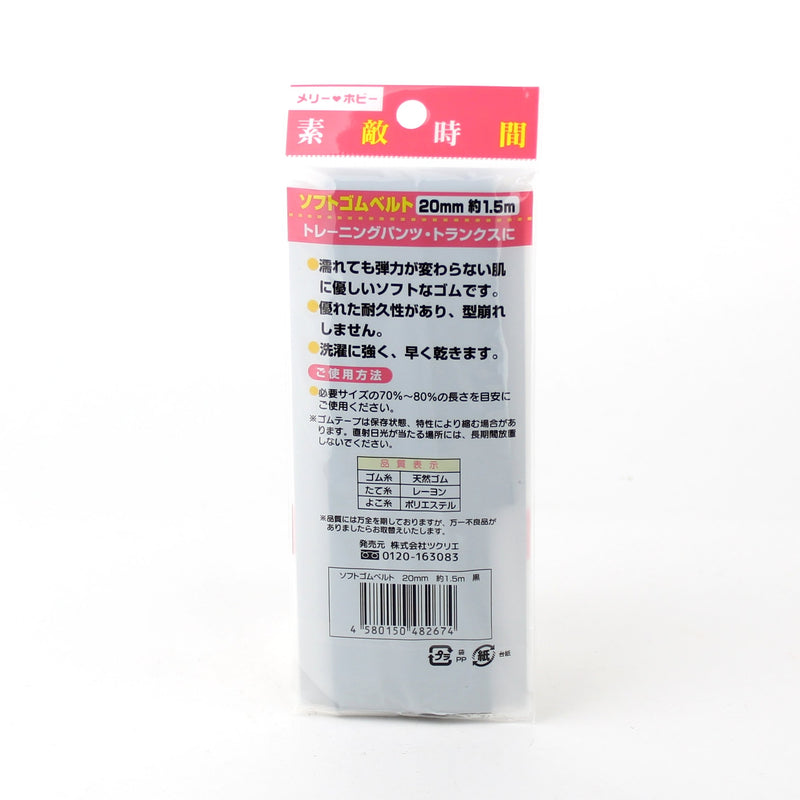 メリー♥ホビー
素敵時間
ソフトゴムベルト 20mm 約1.5m
トレーニングパンツ・トランクスに
●濡れても弾力が変わらない肌
に優しいソフトなゴムです。
●優れた耐久性があり、型崩れ
しません。
●洗濯に強く、早く乾きます。
ご使用方法
●必要サイズの70%〜80%の長さを目安に
ご使用ください。
※ゴムテープは保存状態、特性により縮む場合があ
ります。直射日光が当たる場所には、長期間放置
しないでください。
品質表示
ゴム糸 天然ゴム
たて糸 レーヨン
よこ糸 ポリエステル
※品質には万全を期しておりますが、万一不良品が
ありましたらお取替えいたします。
発売元 株式会社ツクリエ
0120-163083
ソフトゴムベルト 20mm 約1.5m 黒
4 580150 482674
プラ 袋 PP 紙 台紙